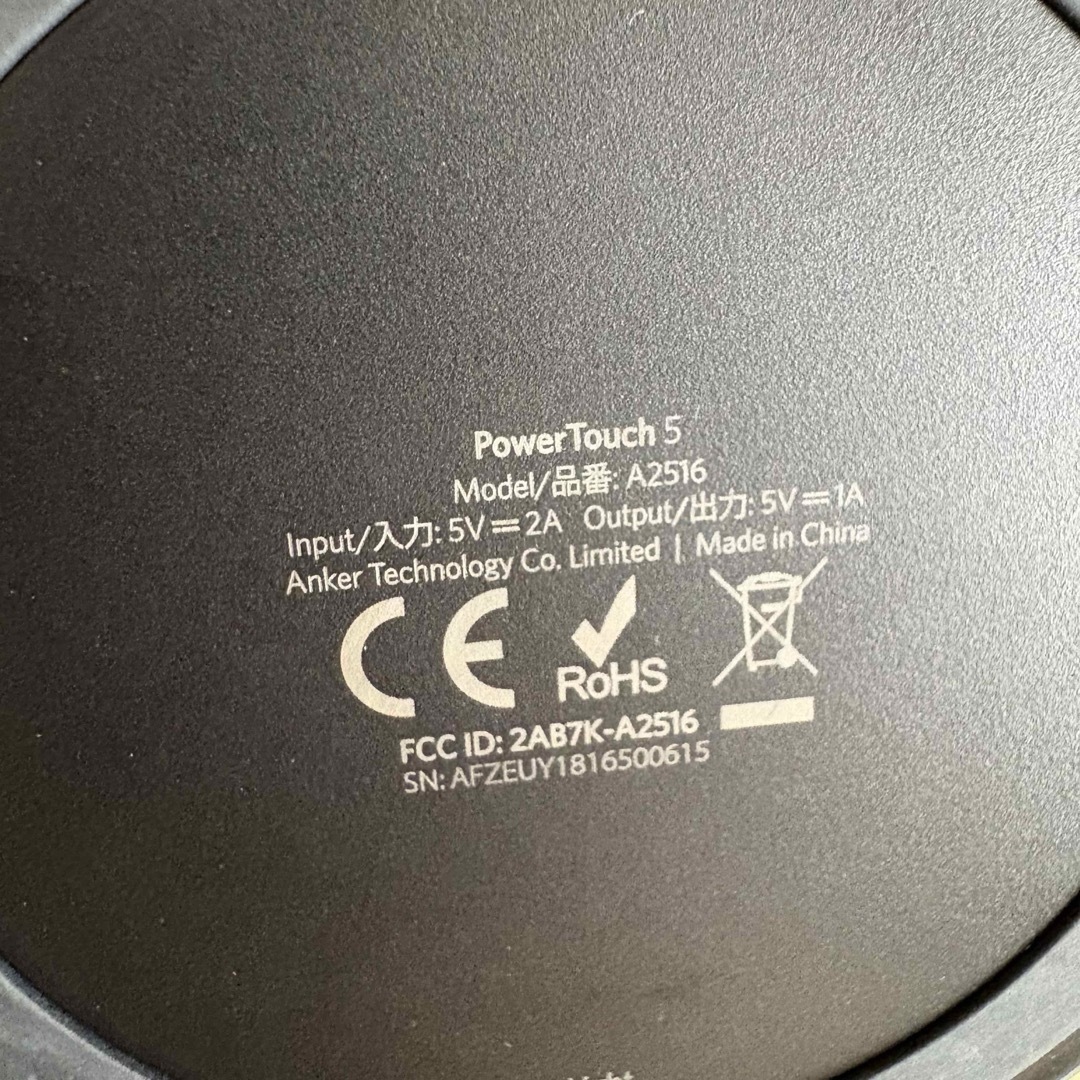 PowerTouch 5
Model/品番: A2516
Input/入力: 5V⎓2A Output/出力: 5V⎓1A
Anker Technology Co. Limited | Made in China
CE
RoHS
FCC ID: 2AB7K-A2516
SN: AFZEUY1816500615